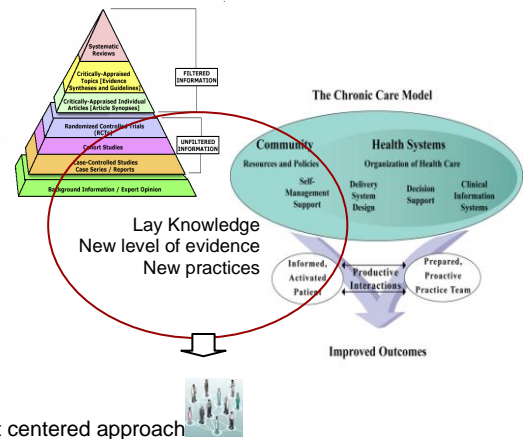 Systematic
Reviews
Critically-Appraised
Topics [Evidence
Syntheses and Guidelines]
Critically-Appraised Individual
Articles [Article Synopses]
Randomized Controlled Trials
(RCTs)
Cohort Studies
Case-Controlled Studies
Case Series / Reports
Background Information / Expert Opinion
FILTERED
INFORMATION
UNFILTERED
INFORMATION
The Chronic Care Model
Community
Resources and Policies
Health Systems
Organization of Health Care
Self-
Management
Support
Delivery
System
Design
Decision
Support
Clinical
Information
Systems
Lay Knowledge
New level of evidence
New practices
Informed,
Activated
Patient
Productive
Interactions
Prepared,
Proactive
Practice Team
Improved Outcomes
centered approach